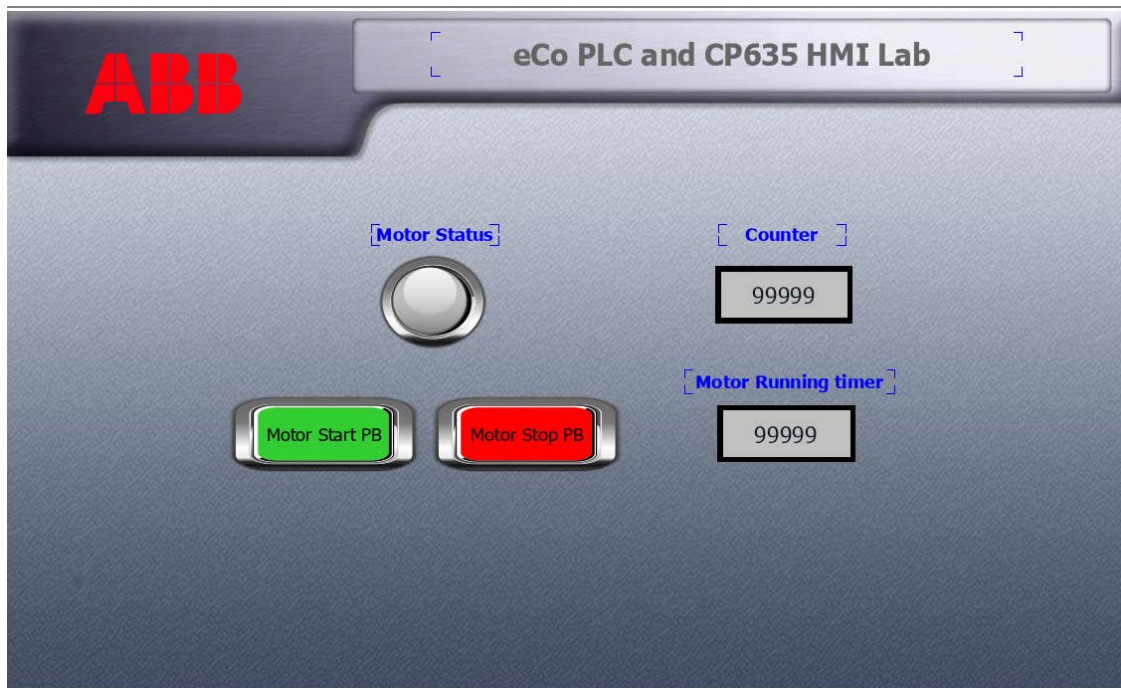 ABB
eCo PLC and CP635 HMI Lab
Motor Status
Counter
99999
Motor Running timer
Motor Start PB
Motor Stop PB
99999